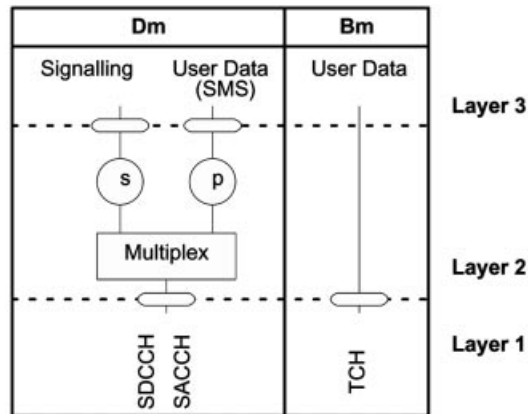 Dm
Bm
Signalling
User Data
(SMS)
User Data
Layer 3
s
p
Multiplex
Layer 2
SDCCH
SACCH
TCH
Layer 1